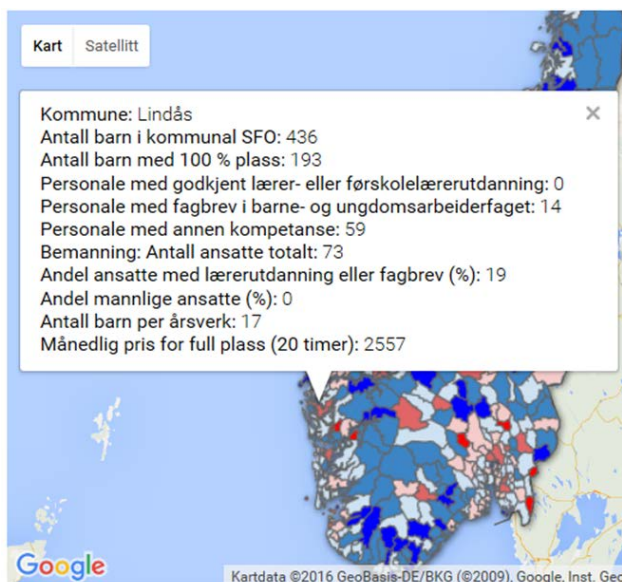 Kart Satellitt
Kommune: Lindås
Antall barn i kommunal SFO: 436
Antall barn med 100 % plass: 193
Personale med godkjent lærer- eller førskolelærerutdanning: 0
Personale med fagbrev i barne- og ungdomsarbeiderfaget: 14
Personale med annen kompetanse: 59
Bemanning: Antall ansatte totalt: 73
Andel ansatte med lærerutdanning eller fagbrev (%): 19
Andel mannlige ansatte (%): 0
Antall barn per årsverk: 17
Månedlig pris for full plass (20 timer): 2557
Google
Kartdata ©2016 GeoBasis-DE/BKG (©2009), Google, Inst. Geo